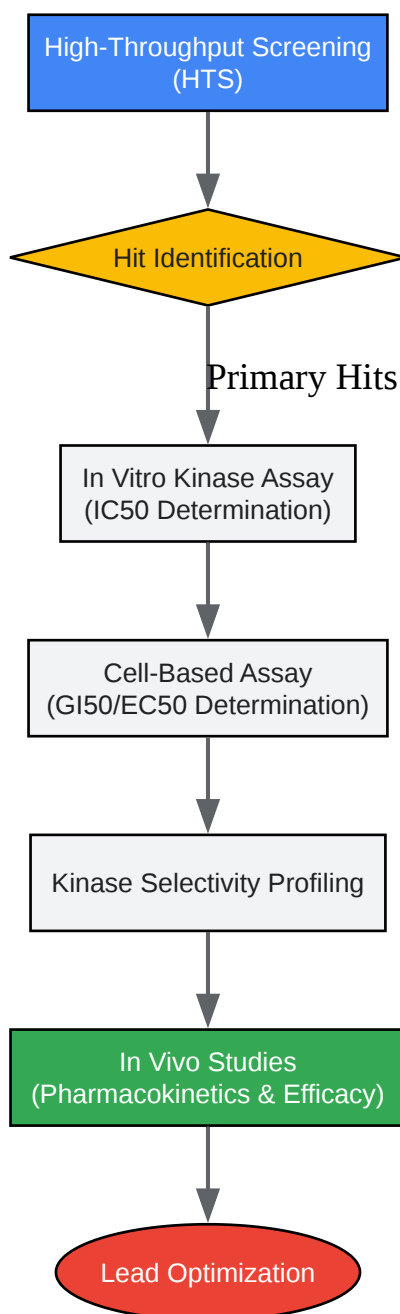 High-Throughput Screening
(HTS)
Hit Identification
Primary Hits
In Vitro Kinase Assay
(IC50 Determination)
Cell-Based Assay
(GI50/EC50 Determination)
Kinase Selectivity Profiling
In Vivo Studies
(Pharmacokinetics & Efficacy)
Lead Optimization